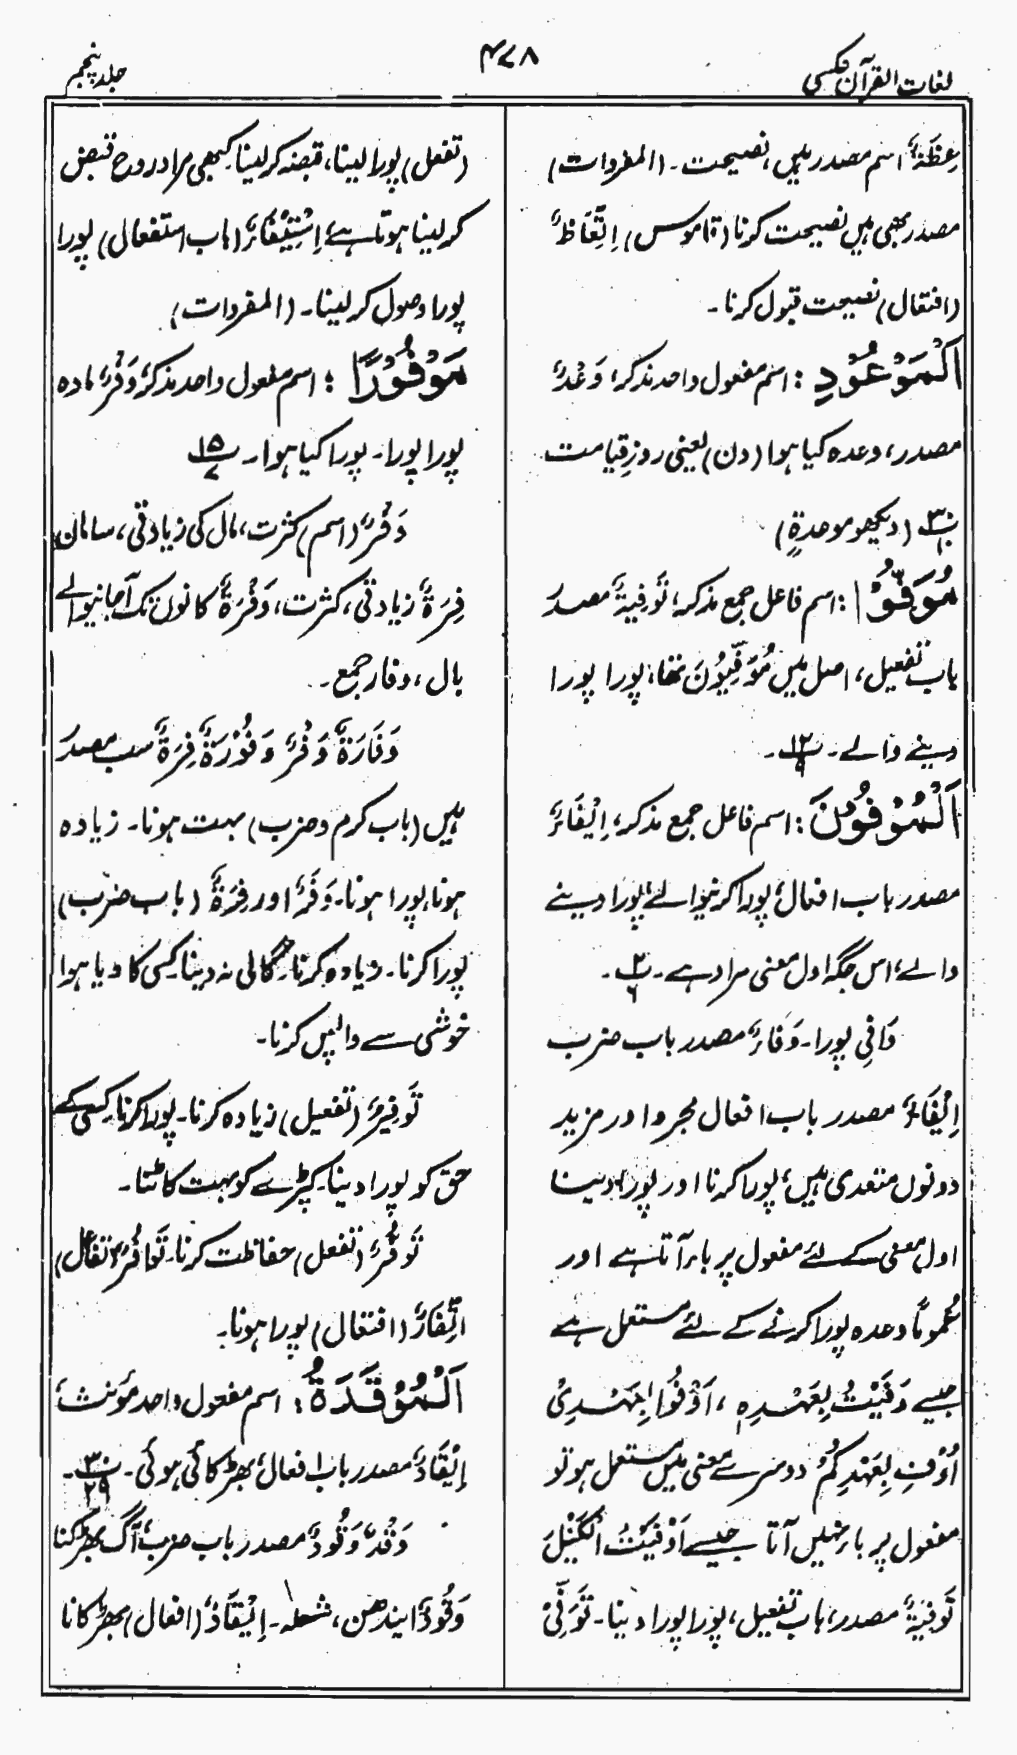 لغات القرآن عکسی
۴۷۸
جلد پنجم
عِظَةٌ اسم مصدر ہیں، نصیحت۔ (المفردات)
مصدر بھی ہیں نصیحت کرنا (قاموس) اِتِّعَاظٌ
(افتعال) نصیحت قبول کرنا۔
اَلْمَوْعُوْدِ: اسم مفعول واحد مذکر، وَعْدٌ
مصدر، وعدہ کیا ہوا (دن) یعنی روزِ قیامت
پ۳۰ ۱۰ (دیکھو موعدۃٍ)
مُوَفُّوْا: اسم فاعل جمع مذکر، تَوفِیَةٌ مصدر
باب تفعیل، اصل میں مُوَفِّیُوْنَ تھا، پورا پورا
دینے والے۔ پ۱۲ ۹۔
اَلْمُوْفُوْنَ: اسم فاعل جمع مذکر، اِیْفَاءٌ
مصدر باب افعال، پورا کرنیوالے، پورا دینے
والے، اس جگہ اول معنی مراد ہے۔ پ۲ ۶۔
وَافِی پورا۔ وَفَاءٌ مصدر باب ضرب
اِیْفَاءٌ مصدر باب افعال مجرد اور مزید
دونوں متعدی ہیں، پورا کرنا اور پورا دینا
اول معنی کے لئے مفعول پر باء آتا ہے اور
عُموماً وعدہ پورا کرنے کے لئے مستعمل ہے
جیسے وَفَیْتُ بِعَهْدِهٖ، اَوْفُوْا بِعَهْدِیْ
اُوْفِ بِعَهْدِکُمْ دوسرے معنی میں مستعمل ہو تو
مفعول پر باء نہیں آتا جیسے اَوْفَیْتُ الْکَیْلَ
تَوفِیَةٌ مصدر، باب تفعیل، پورا پورا دینا۔ تَوَفِّیْ
(تفعل) پورا لینا، قبضہ کر لینا۔ کبھی مراد روح قبض
کر لینا ہوتا ہے، اِسْتِیْفَاءٌ (باب استفعال) پورا
پورا وصول کر لینا۔ (المفردات)
مَوْفُوْرًا: اسم مفعول واحد مذکر، وَفْرٌ مادہ
پورا پورا۔ پورا کیا ہوا۔ پ۱۵ ۷
وَفْرٌ (اسم) کثرت، مال کی زیادتی، سامان
فِرَةٌ زیادتی، کثرت، وَفْرَةٌ کانوں تک آجانیوالے
بال، وفار جمع۔
وَفَارَةٌ وَفْرٌ وَفُوْرَةٌ فِرَةٌ سب مصدر
ہیں (باب کرم وضرب) بہت ہونا۔ زیادہ
ہونا، پورا ہونا۔ وَفْرٌ اور فِرَةٌ (باب ضرب)
پورا کرنا۔ زیادہ کرنا۔ گالی نہ دینا کسی کا دیا ہوا
خوشی سے واپس کرنا۔
تَوفِیْرٌ (تفعیل) زیادہ کرنا۔ پورا کرنا، کسی کے
حق کو پورا دینا۔ کپڑے کو بہت کاٹنا۔
تَوَفُّرٌ (تفعل) حفاظت کرنا۔ تَوَافُرٌ (تفاعل)
اتِّفَارٌ (افتعال) پورا ہونا۔
اَلْمُوْقَدَةُ: اسم مفعول واحد مؤنث،
اِیْقَادٌ مصدر باب افعال، بھڑکائی ہوئی۔ پ۳۰ ۲۹۔
وَقْدٌ وَقُوْدٌ مصدر باب ضرب، آگ بھڑکنا
وَقُوْدٌ ایندھن، شعلہ۔ اِیْقَادٌ (افعال) بھڑکانا